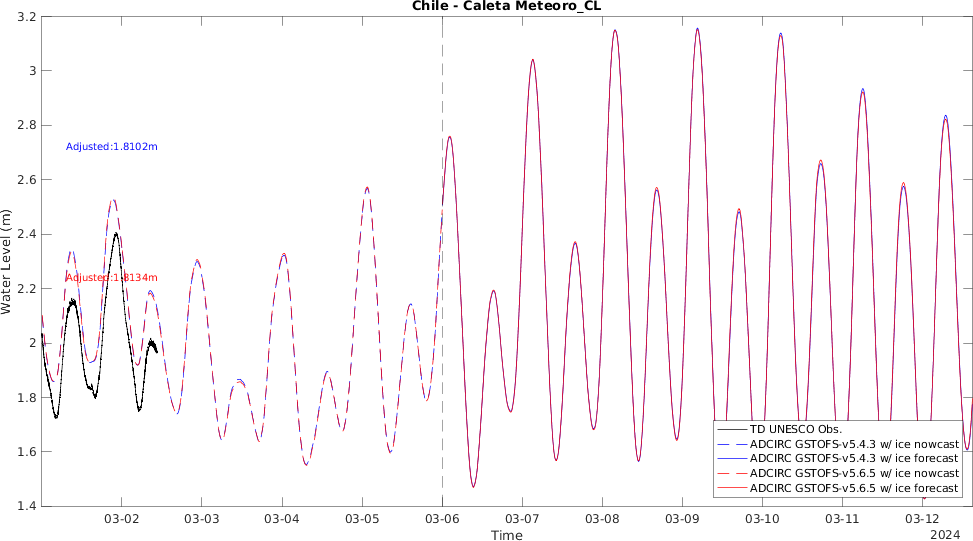 Chile - Caleta Meteoro_CL
3.2
3
2.8
2.6
2.4
2.2
2
1.8
1.6
1.4
Water Level (m)
Adjusted:1.8102m
Adjusted:1.8134m
TD UNESCO Obs.
ADCIRC GSTOFS-v5.4.3 w/ ice nowcast
ADCIRC GSTOFS-v5.4.3 w/ ice forecast
ADCIRC GSTOFS-v5.6.5 w/ ice nowcast
ADCIRC GSTOFS-v5.6.5 w/ ice forecast
03-02 03-03 03-04 03-05 03-06 03-07 03-08 03-09 03-10 03-11 03-12
Time
2024